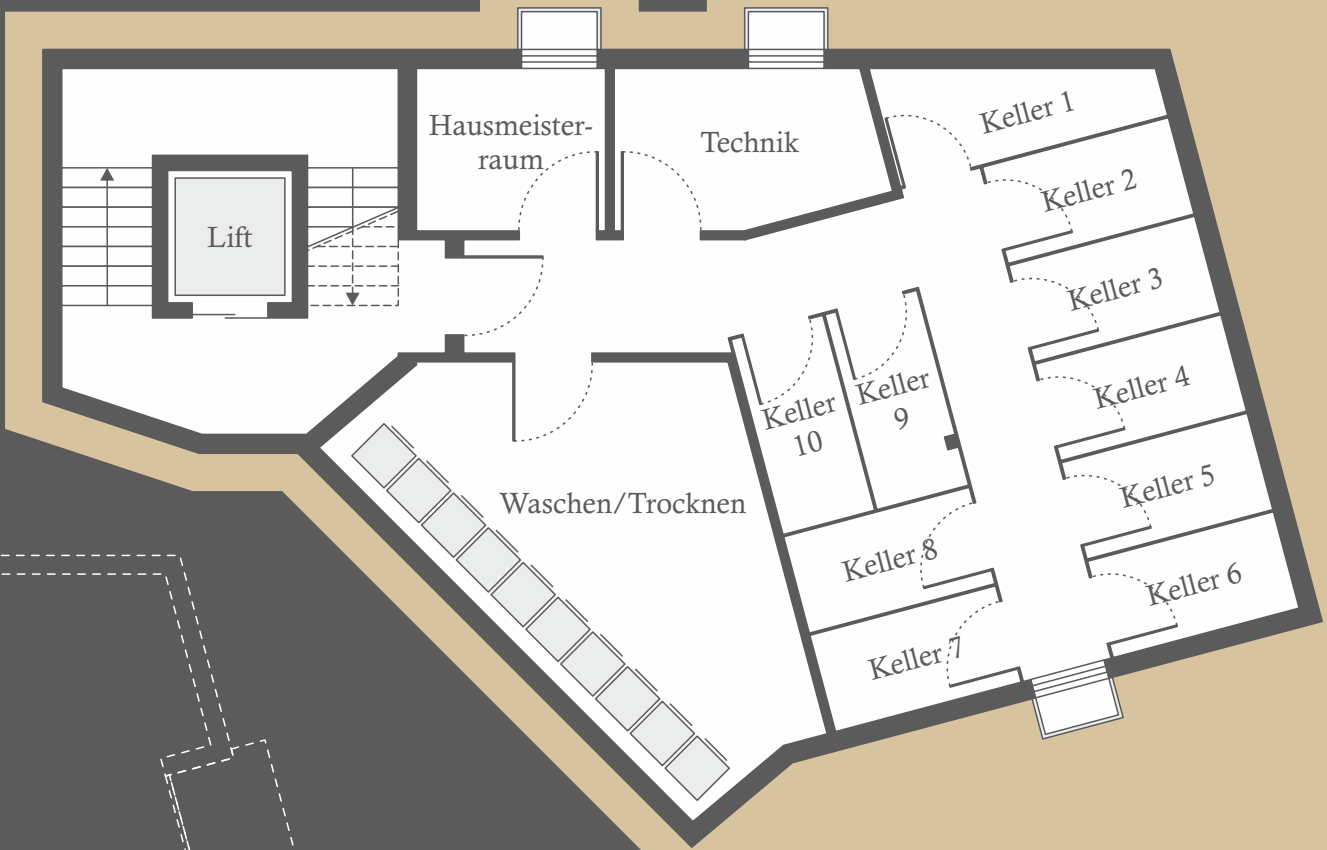 Hausmeister-
raum
Technik
Lift
Keller 1
Keller 2
Keller 3
Keller 4
Keller 5
Keller 6
Keller
9
Keller
10
Keller 8
Keller 7
Waschen/Trocknen